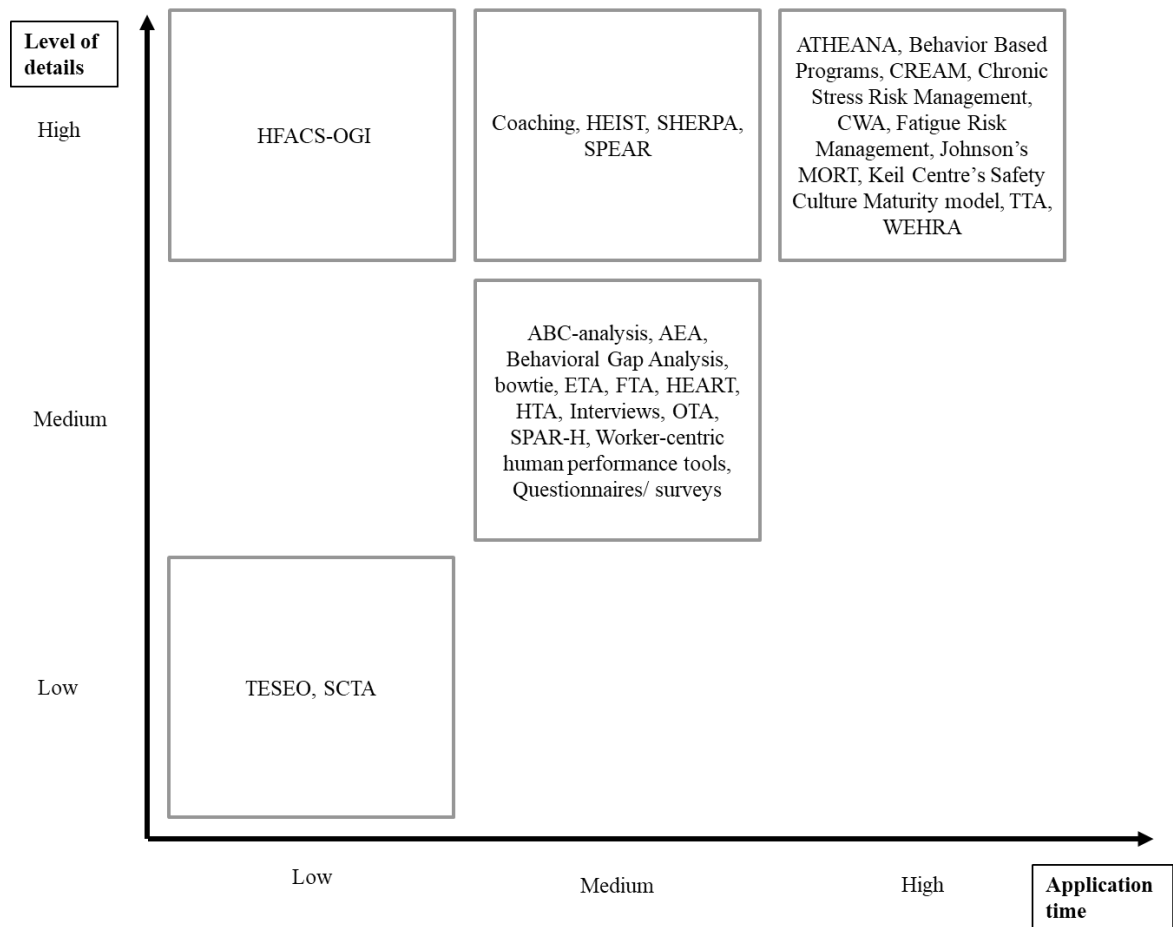 Level of
details
High
HFACS-OGI
Coaching, HEIST, SHERPA,
SPEAR
ATHEANA, Behavior Based
Programs, CREAM, Chronic
Stress Risk Management,
CWA, Fatigue Risk
Management, Johnson's
MORT, Keil Centre's Safety
Culture Maturity model, TTA,
WEHRA
Medium
ABC-analysis, AEA,
Behavioral Gap Analysis,
bowtie, ETA, FTA, HEART,
HTA, Interviews, OTA,
SPAR-H, Worker-centric
human performance tools,
Questionnaires/ surveys
Low
TESEO, SCTA
Low
Medium
High
Application
time